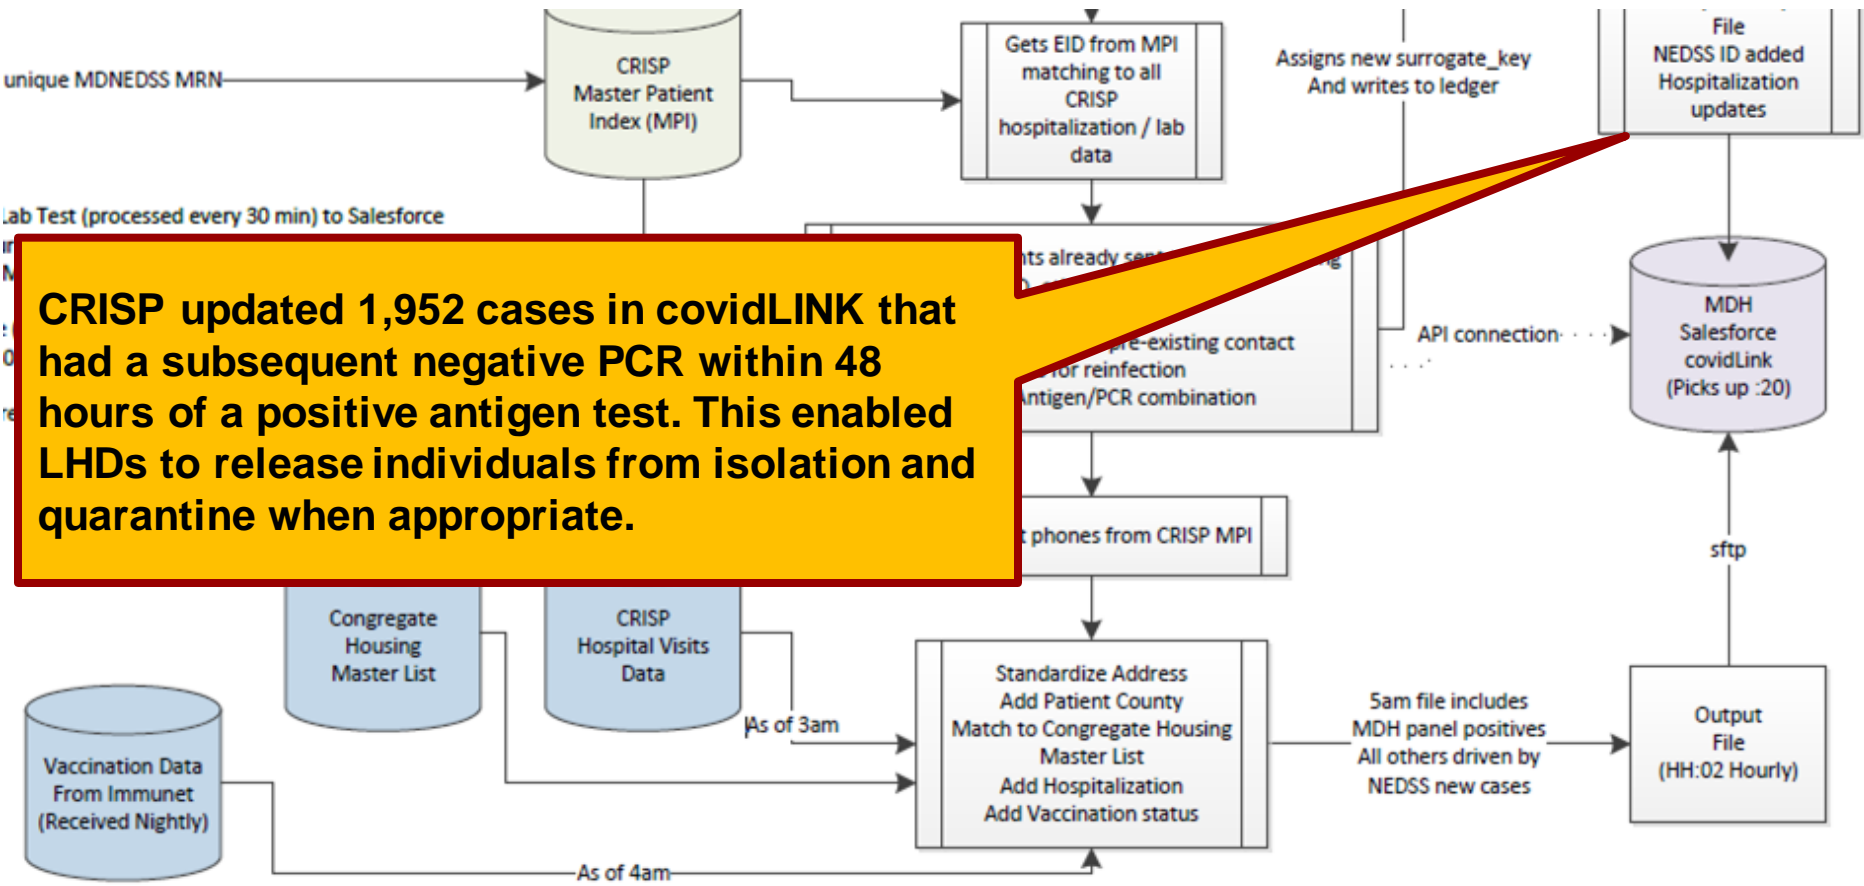 unique MDNEDSS MRN
CRISP
Master Patient
Index (MPI)
Gets EID from MPI
matching to all
CRISP
hospitalization / lab
data
Assigns new surrogate_key
And writes to ledger
File
NEDSS ID added
Hospitalization
updates
Lab Test (processed every 30 min) to Salesforce
CRISP updated 1,952 cases in covidLINK that
had a subsequent negative PCR within 48
hours of a positive antigen test. This enabled
LHDs to release individuals from isolation and
quarantine when appropriate.
already
pre-existing contact
for reinfection
Antigen/PCR combination
API connection
MDH
Salesforce
covidLink
(Picks up :20)
phones from CRISP MPI
sftp
Congregate
Housing
Master List
CRISP
Hospital Visits
Data
As of 3am
Vaccination Data
From Immunet
(Received Nightly)
As of 4am
Standardize Address
Add Patient County
Match to Congregate Housing
Master List
Add Hospitalization
Add Vaccination status
5am file includes
MDH panel positives
All others driven by
NEDSS new cases
Output
File
(HH:02 Hourly)